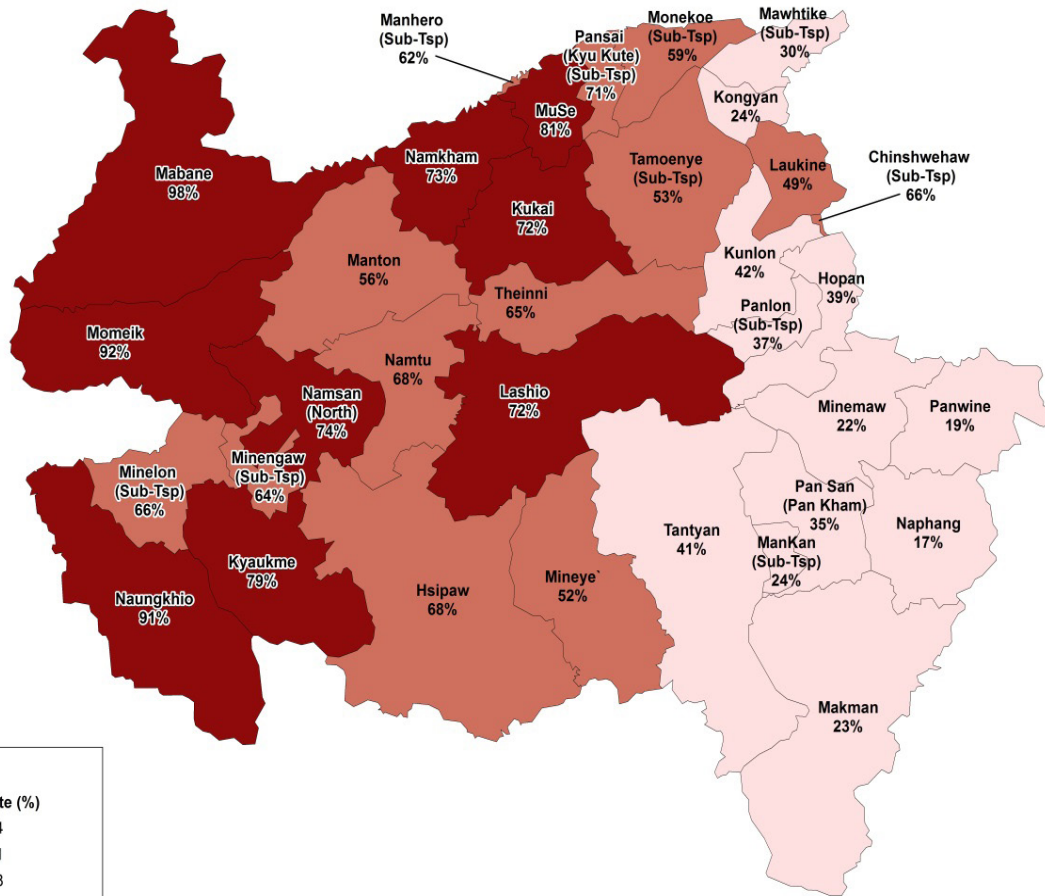 Manhero
(Sub-Tsp)
62%
Pansai
(Kyu Kute)
(Sub-Tsp)
71%
Monekoe
(Sub-Tsp)
59%
Mawhtike
(Sub-Tsp)
30%
Kongyan
24%
MuSe
81%
Namkham
73%
Mabane
98%
Tamoenye
(Sub-Tsp)
53%
Laukine
49%
Chinshwehaw
(Sub-Tsp)
66%
Kukai
72%
Manton
56%
Kunlon
42%
Hopan
39%
Theinni
65%
Panlon
(Sub-Tsp)
37%
Momeik
92%
Namtu
68%
Namsan
(North)
74%
Lashio
72%
Minemaw
22%
Panwine
19%
Minelon
(Sub-Tsp)
66%
Minengaw
(Sub-Tsp)
64%
Pan San
(Pan Kham)
35%
Naphang
17%
Tantyan
41%
ManKan
(Sub-Tsp)
24%
Kyaukme
79%
Hsipaw
68%
Mineye`
52%
Naungkhio
91%
Makman
23%
te (%)